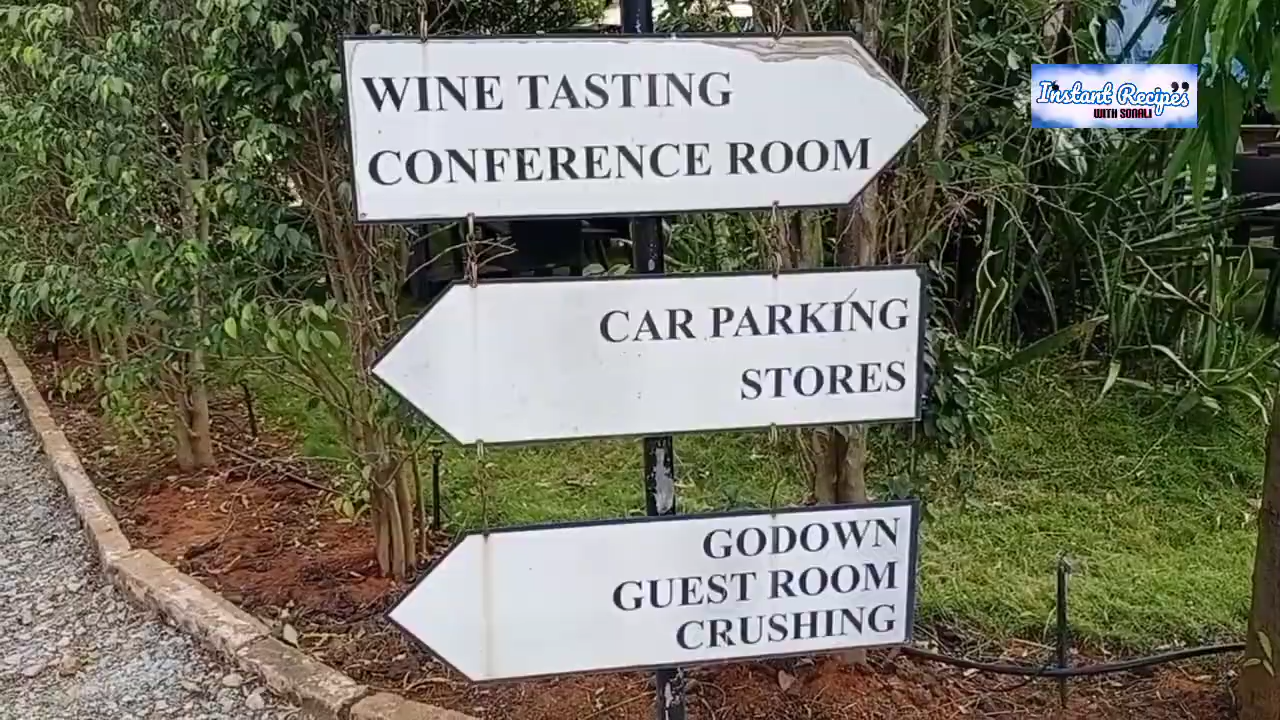 WINE TASTING
CONFERENCE ROOM
CAR PARKING
STORES
GODOWN
GUEST ROOM
CRUSHING
"Instant Recipes"
WITH SONALI